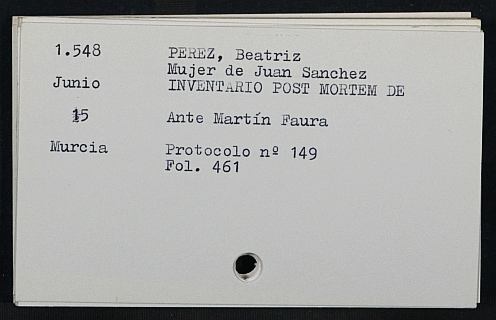 1.548 PEREZ, Beatriz
Mujer de Juan Sanchez
Junio INVENTARIO POST MORTEM DE
15 Ante Martín Faura
Murcia Protocolo nº 149
Fol. 461